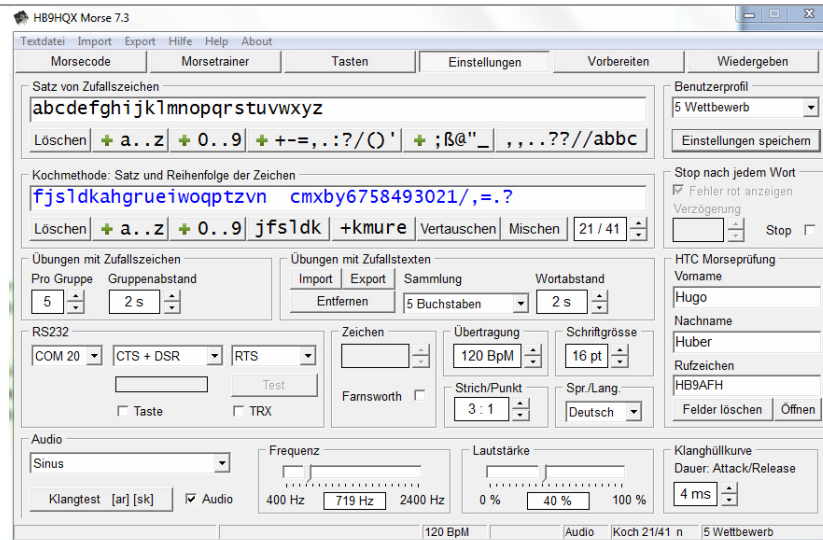 HB9HQX Morse 7.3
Textdatei Import Export Hilfe Help About
Morsecode Morsetrainer Tasten Einstellungen Vorbereiten Wiedergeben
Satz von Zufallszeichen
abcdefghijklmnopqrstuvwxyz
Löschen + a..z + 0..9 + +-=,.:?/()' + ;ß@"_ ,,..??//abbc
Benutzerprofil
5 Wettbewerb
Einstellungen speichern
Kochmethode: Satz und Reihenfolge der Zeichen
fjsldkahgrueiwoqptzvn cmxby6758493021/,=.?
Löschen + a..z + 0..9 jfsldk +kmure Vertauschen Mischen 21 / 41
Stop nach jedem Wort
Fehler rot anzeigen
Verzögerung
Stop
Übungen mit Zufallszeichen
Pro Gruppe Gruppenabstand
5 2 s
Übungen mit Zufallstexten
Import Export Sammlung Wortabstand
Entfernen 5 Buchstaben 2 s
HTC Morseprüfung
Vorname
Hugo
Nachname
Huber
Rufzeichen
HB9AFH
Felder löschen Öffnen
RS232
COM 20 CTS + DSR RTS
Test
Taste TRX
Zeichen
Farnsworth
Übertragung
120 BpM
Schriftgrösse
16 pt
Strich/Punkt
3 : 1
Spr./Lang.
Deutsch
Audio
Sinus
Klangtest [ar] [sk] Audio
Frequenz
400 Hz 719 Hz 2400 Hz
Lautstärke
0 % 40 % 100 %
Klanghüllkurve
Dauer: Attack/Release
4 ms
120 BpM Audio Koch 21/41 n 5 Wettbewerb